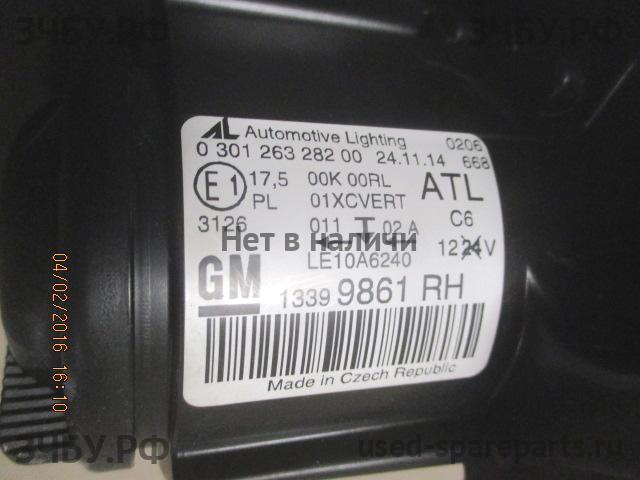 ЗЧБУ.РФ
ЗЧБУ.РФ
AL Automotive Lighting 0206
0 301 263 282 00 24.11.14 668
E1 17,5 00K 00RL ATL
PL 01XCVERT
3126 011 02 A C6
Нет в наличии
LE10A6240 12 24V
GM
1339 9861 RH
Made in Czech Republic
04/02/2016 16:10
ЗЧБУ.РФ
used-spareparts.ru